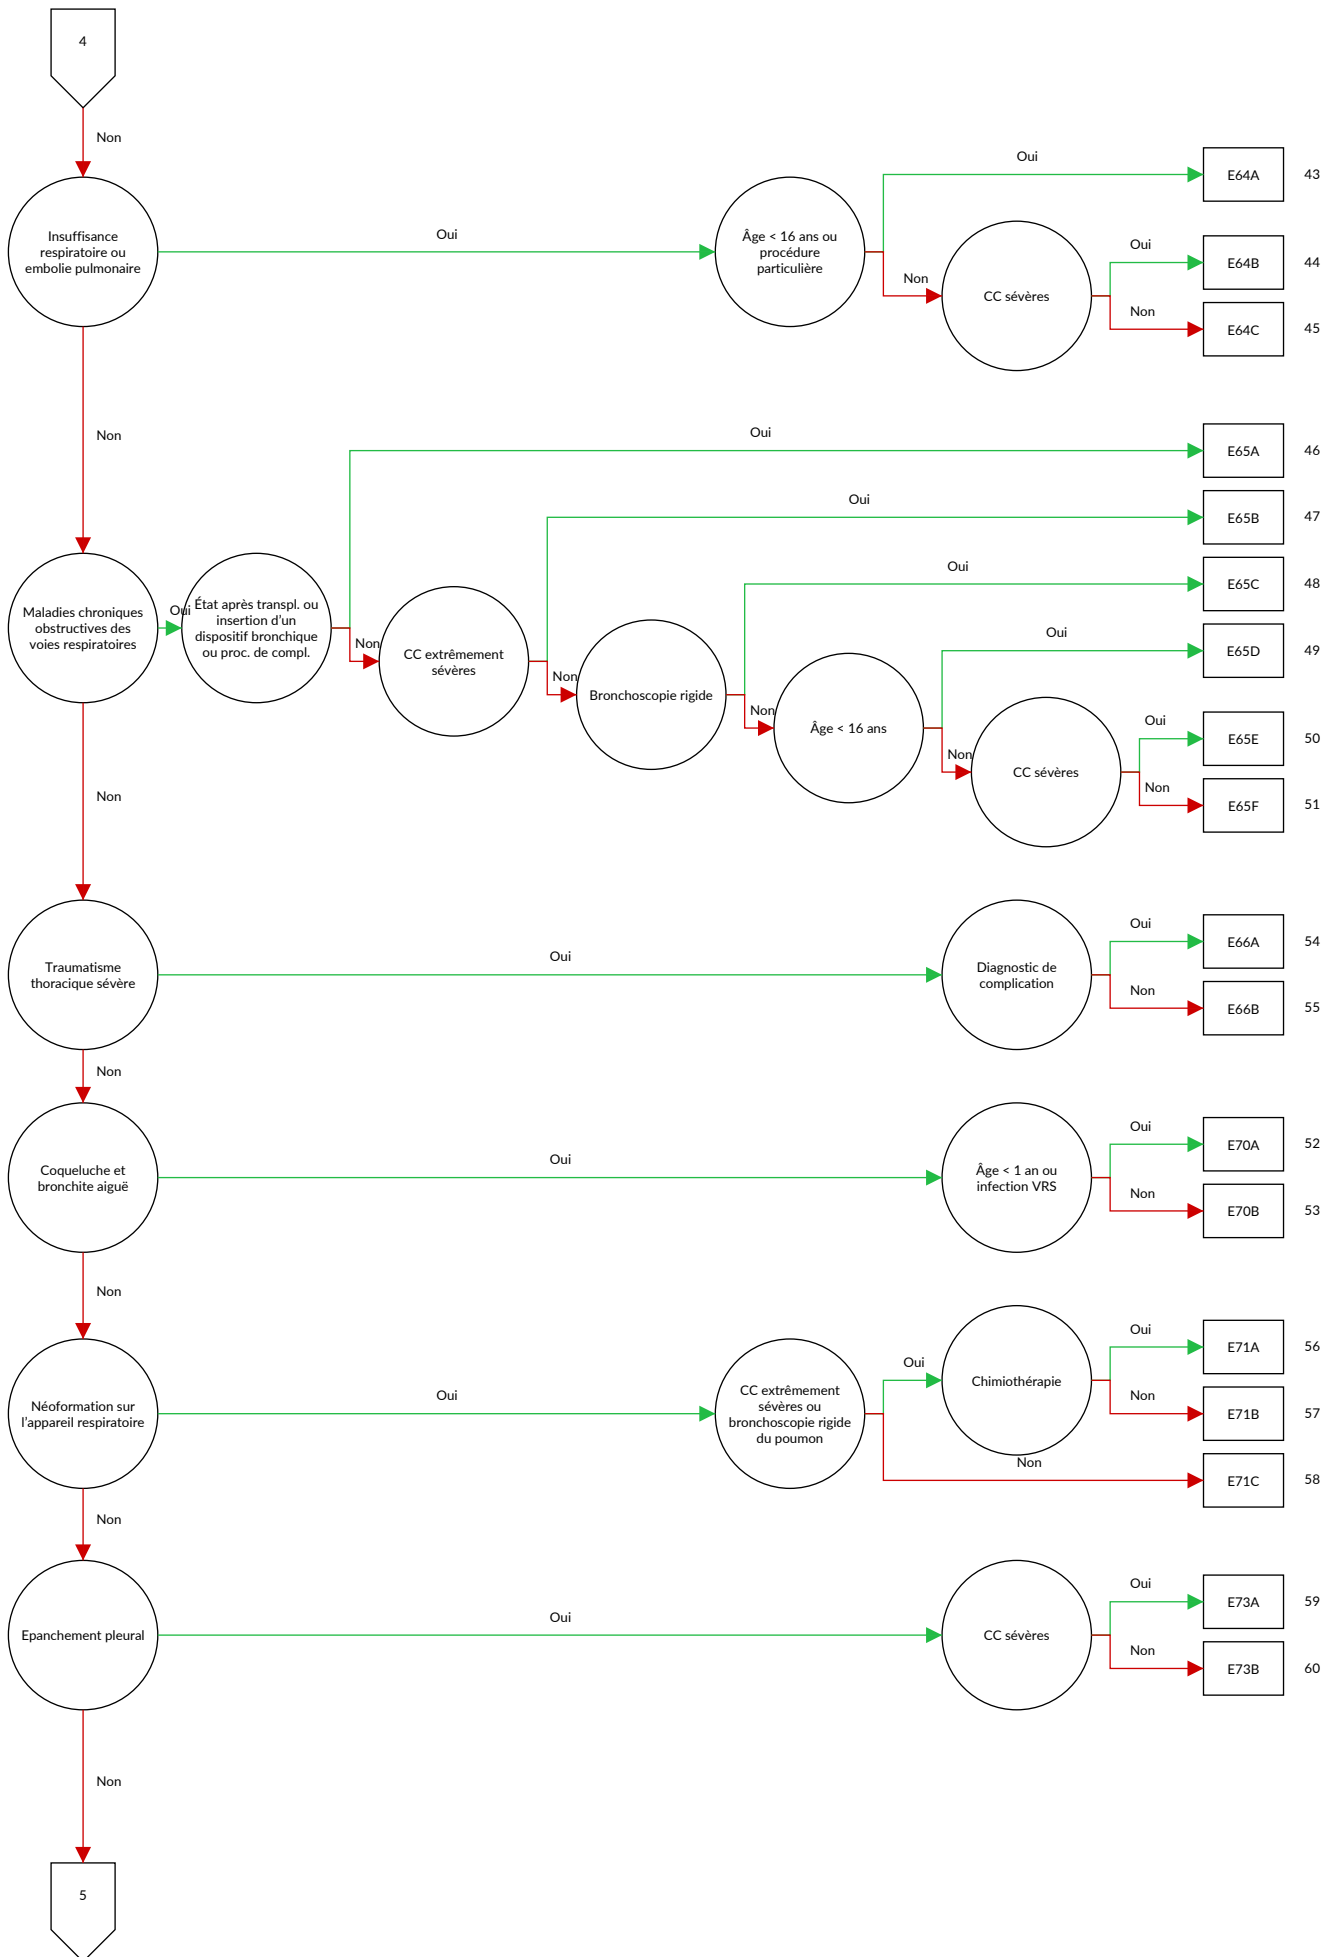 4
Non
Insuffisance
respiratoire ou
embolie pulmonaire
Oui
Âge < 16 ans ou
procédure
particulière
Oui
E64A
43
Non
CC sévères
Oui
E64B
44
Non
E64C
45
Non
Maladies chroniques
obstructives des
voies respiratoires
Oui
État après transpl. ou
insertion d'un
dispositif bronchique
ou proc. de compl.
Oui
E65A
46
Non
CC extrêmement
sévères
Oui
E65B
47
Non
Bronchoscopie rigide
Oui
E65C
48
Non
Âge < 16 ans
Oui
E65D
49
Non
CC sévères
Oui
E65E
50
Non
E65F
51
Non
Traumatisme
thoracique sévère
Oui
Diagnostic de
complication
Oui
E66A
54
Non
E66B
55
Non
Coqueluche et
bronchite aiguë
Oui
Âge < 1 an ou
infection VRS
Oui
E70A
52
Non
E70B
53
Non
Néoformation sur
l'appareil respiratoire
Oui
CC extrêmement
sévères ou
bronchoscopie rigide
du poumon
Oui
Chimiothérapie
Oui
E71A
56
Non
E71B
57
Non
E71C
58
Non
Epanchement pleural
Oui
CC sévères
Oui
E73A
59
Non
E73B
60
Non
5